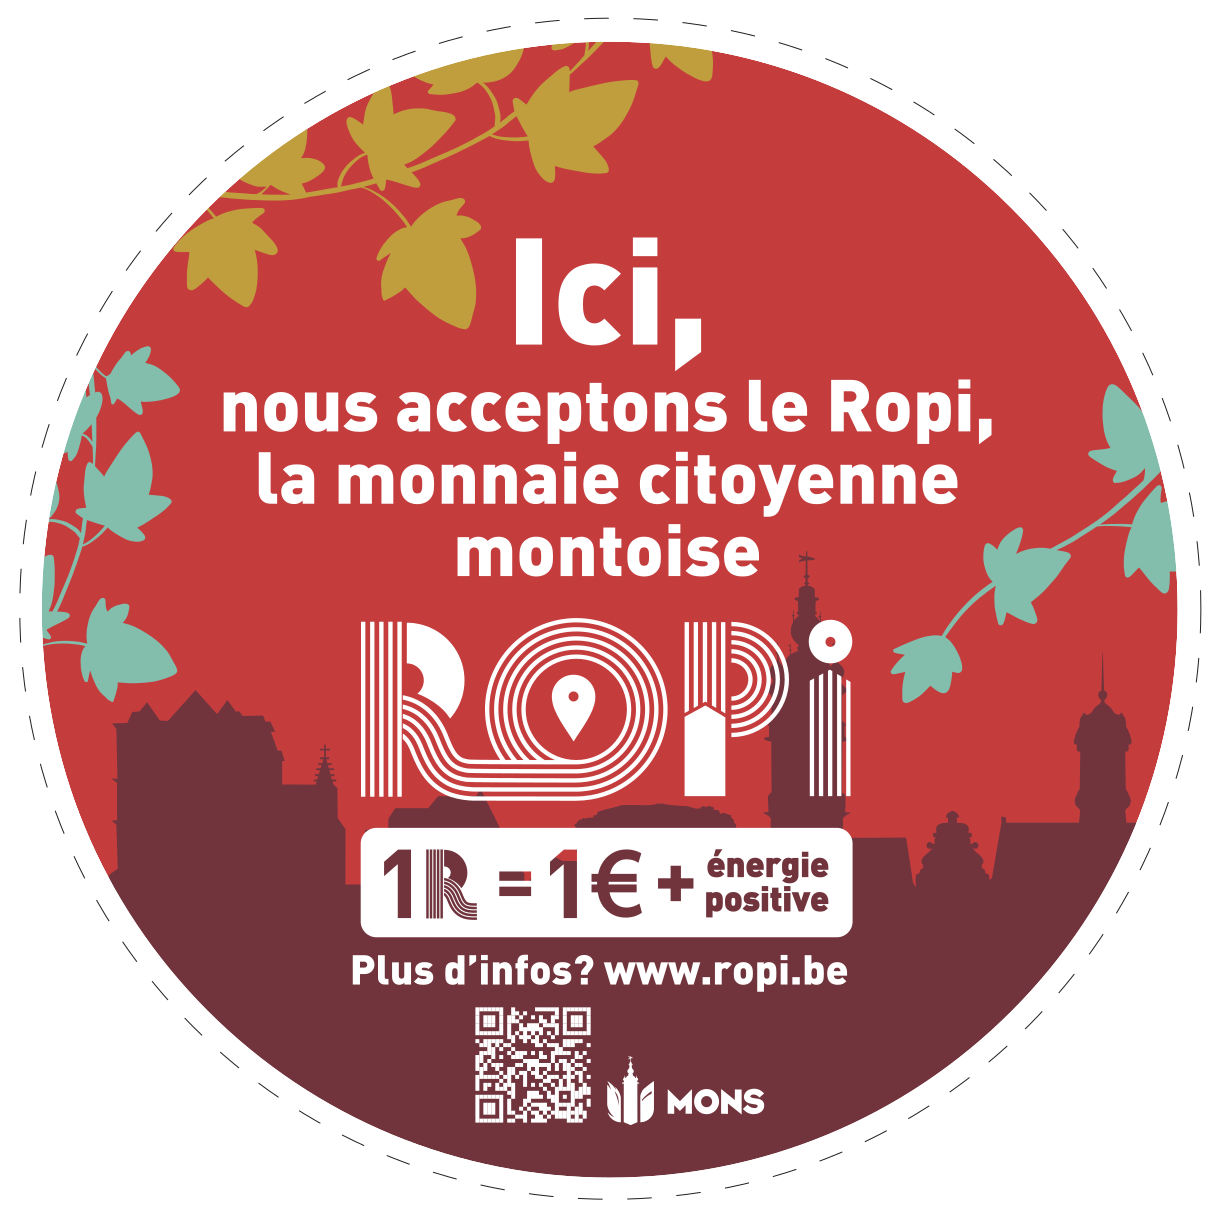 Ici,
nous acceptons le Ropi,
la monnaie citoyenne
montoise
ROPi
1R = 1€ + énergie
positive
Plus d’infos? www.ropi.be
MONS